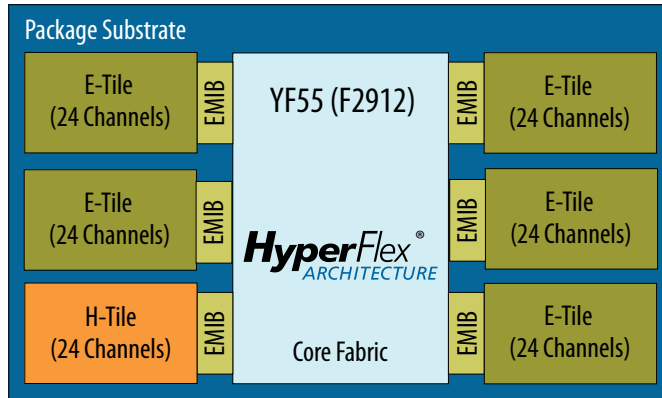 Package Substrate
E-Tile
(24 Channels)
EMIB
YF55 (F2912)
EMIB
E-Tile
(24 Channels)
E-Tile
(24 Channels)
EMIB
HyperFlex®
ARCHITECTURE
EMIB
E-Tile
(24 Channels)
H-Tile
(24 Channels)
EMIB
Core Fabric
EMIB
E-Tile
(24 Channels)